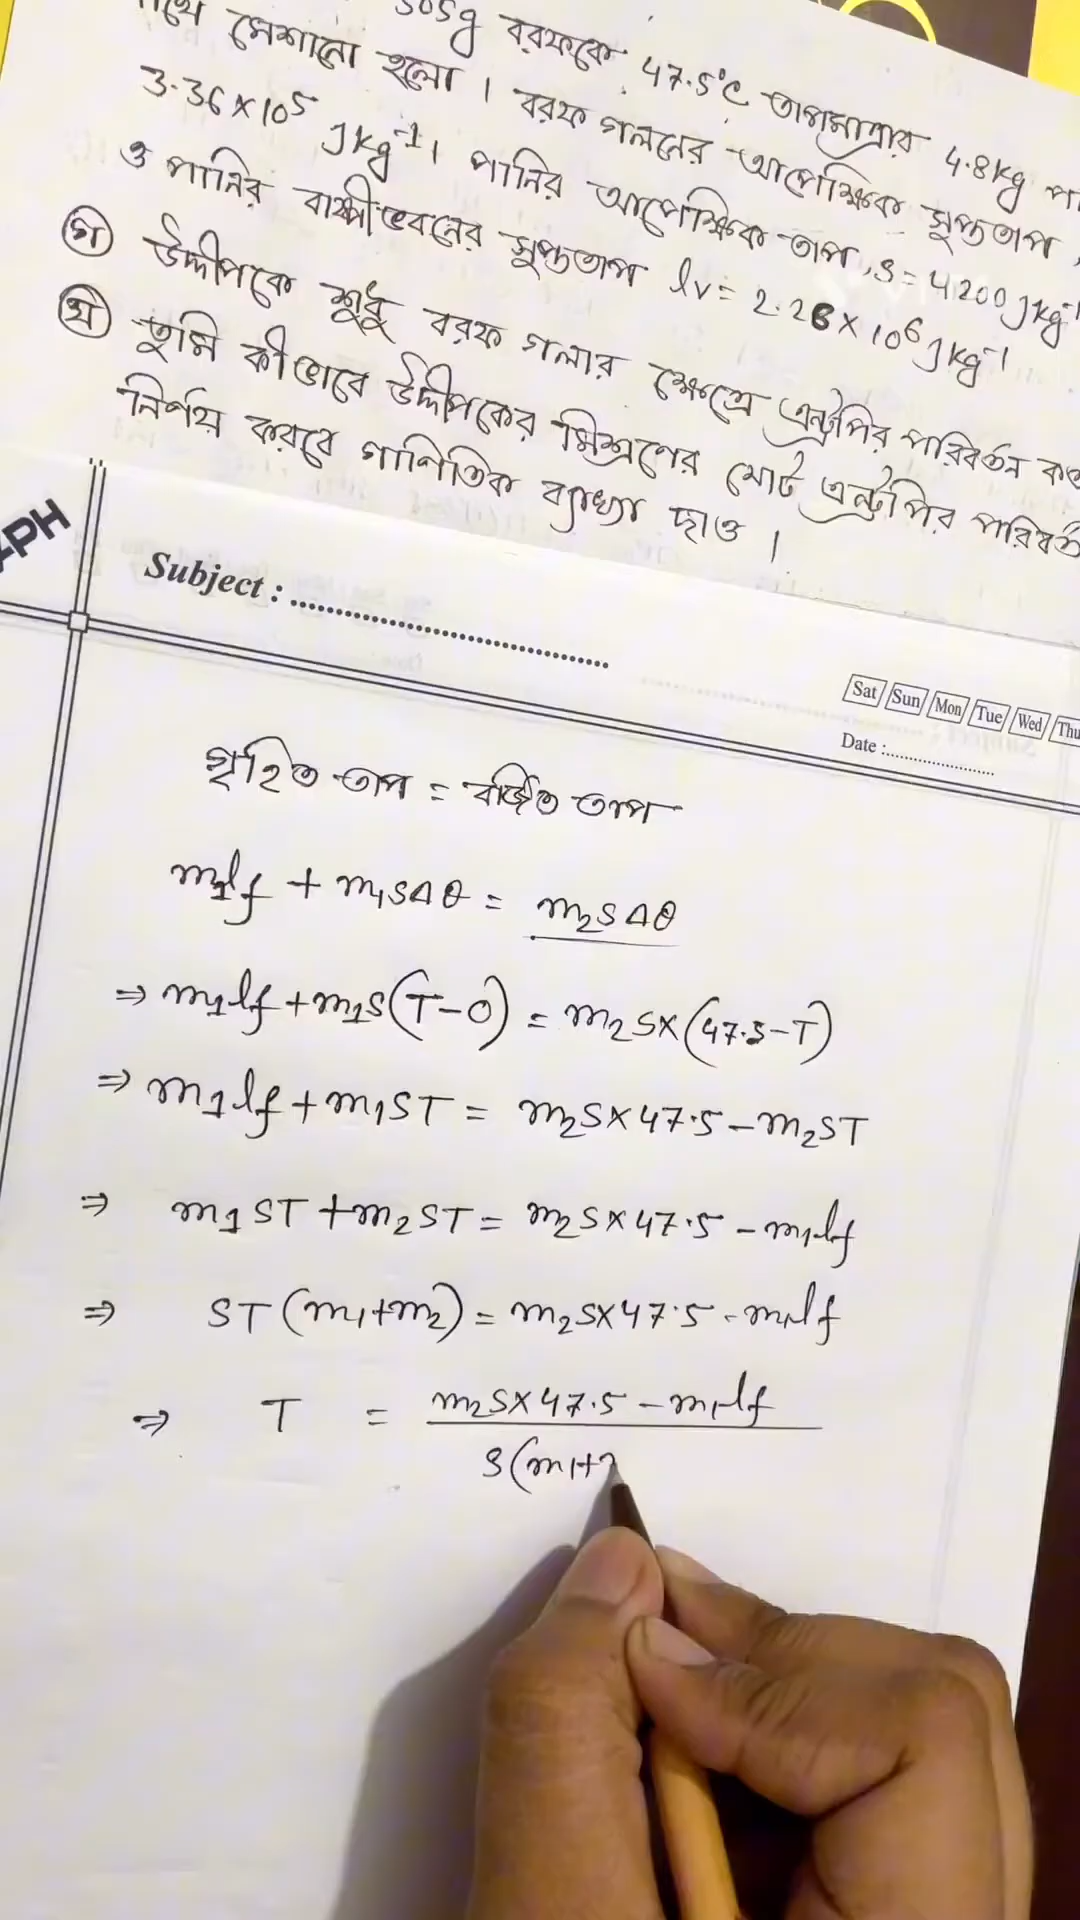 505g বরফকে 47.5°C তাপমাত্রার 4.8kg
মেশানো হলো । বরফ গলনের আপেক্ষিক সুপ্ততাপ
3.36×10⁵ Jkg⁻¹। পানির আপেক্ষিক তাপ, S = 4200 Jkg⁻¹
ও পানির বাষ্পীভবনের সুপ্ততাপ lv = 2.26×10⁶ Jkg⁻¹
গ উদ্দীপকে শুধু বরফ গলার ক্ষেত্রে এন্ট্রপির পরিবর্তন কত
ঘ তুমি কীভাবে উদ্দীপকের মিশ্রণের মোট এন্ট্রপির পরিবর্ত
নির্ণয় করবে গাণিতিক ব্যাখ্যা দাও ।
Subject :
Sat Sun Mon Tue Wed Thu
Date :
গৃহিত তাপ = বর্জিত তাপ
m₁lf + m₁sΔθ = m₂sΔθ
⇒ m₁lf + m₁s(T-0) = m₂s×(47.5-T)
⇒ m₁lf + m₁ST = m₂s×47.5 - m₂ST
⇒ m₁ST + m₂ST = m₂s×47.5 - m₁lf
⇒ ST(m₁+m₂) = m₂s×47.5 - m₁lf
⇒ T = m₂s×47.5 - m₁lf
S(m₁+